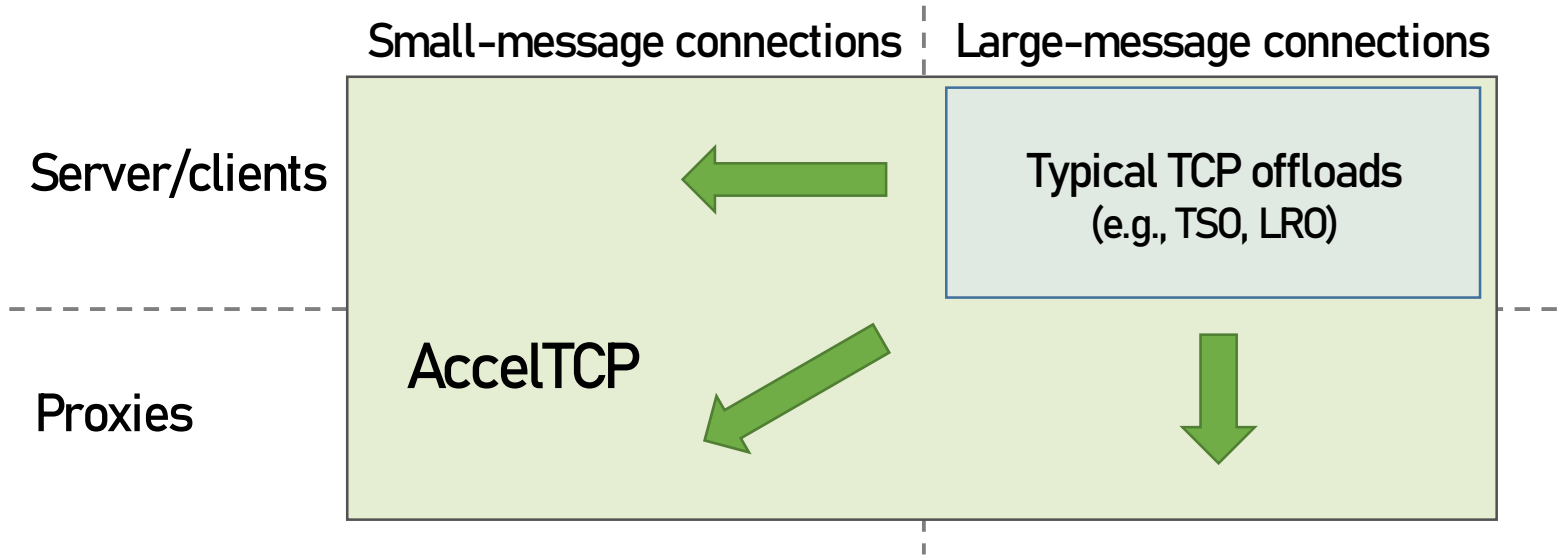 Small-message connections
Large-message connections
Server/clients
Typical TCP offloads
(e.g., TSO, LRO)
AccelTCP
Proxies